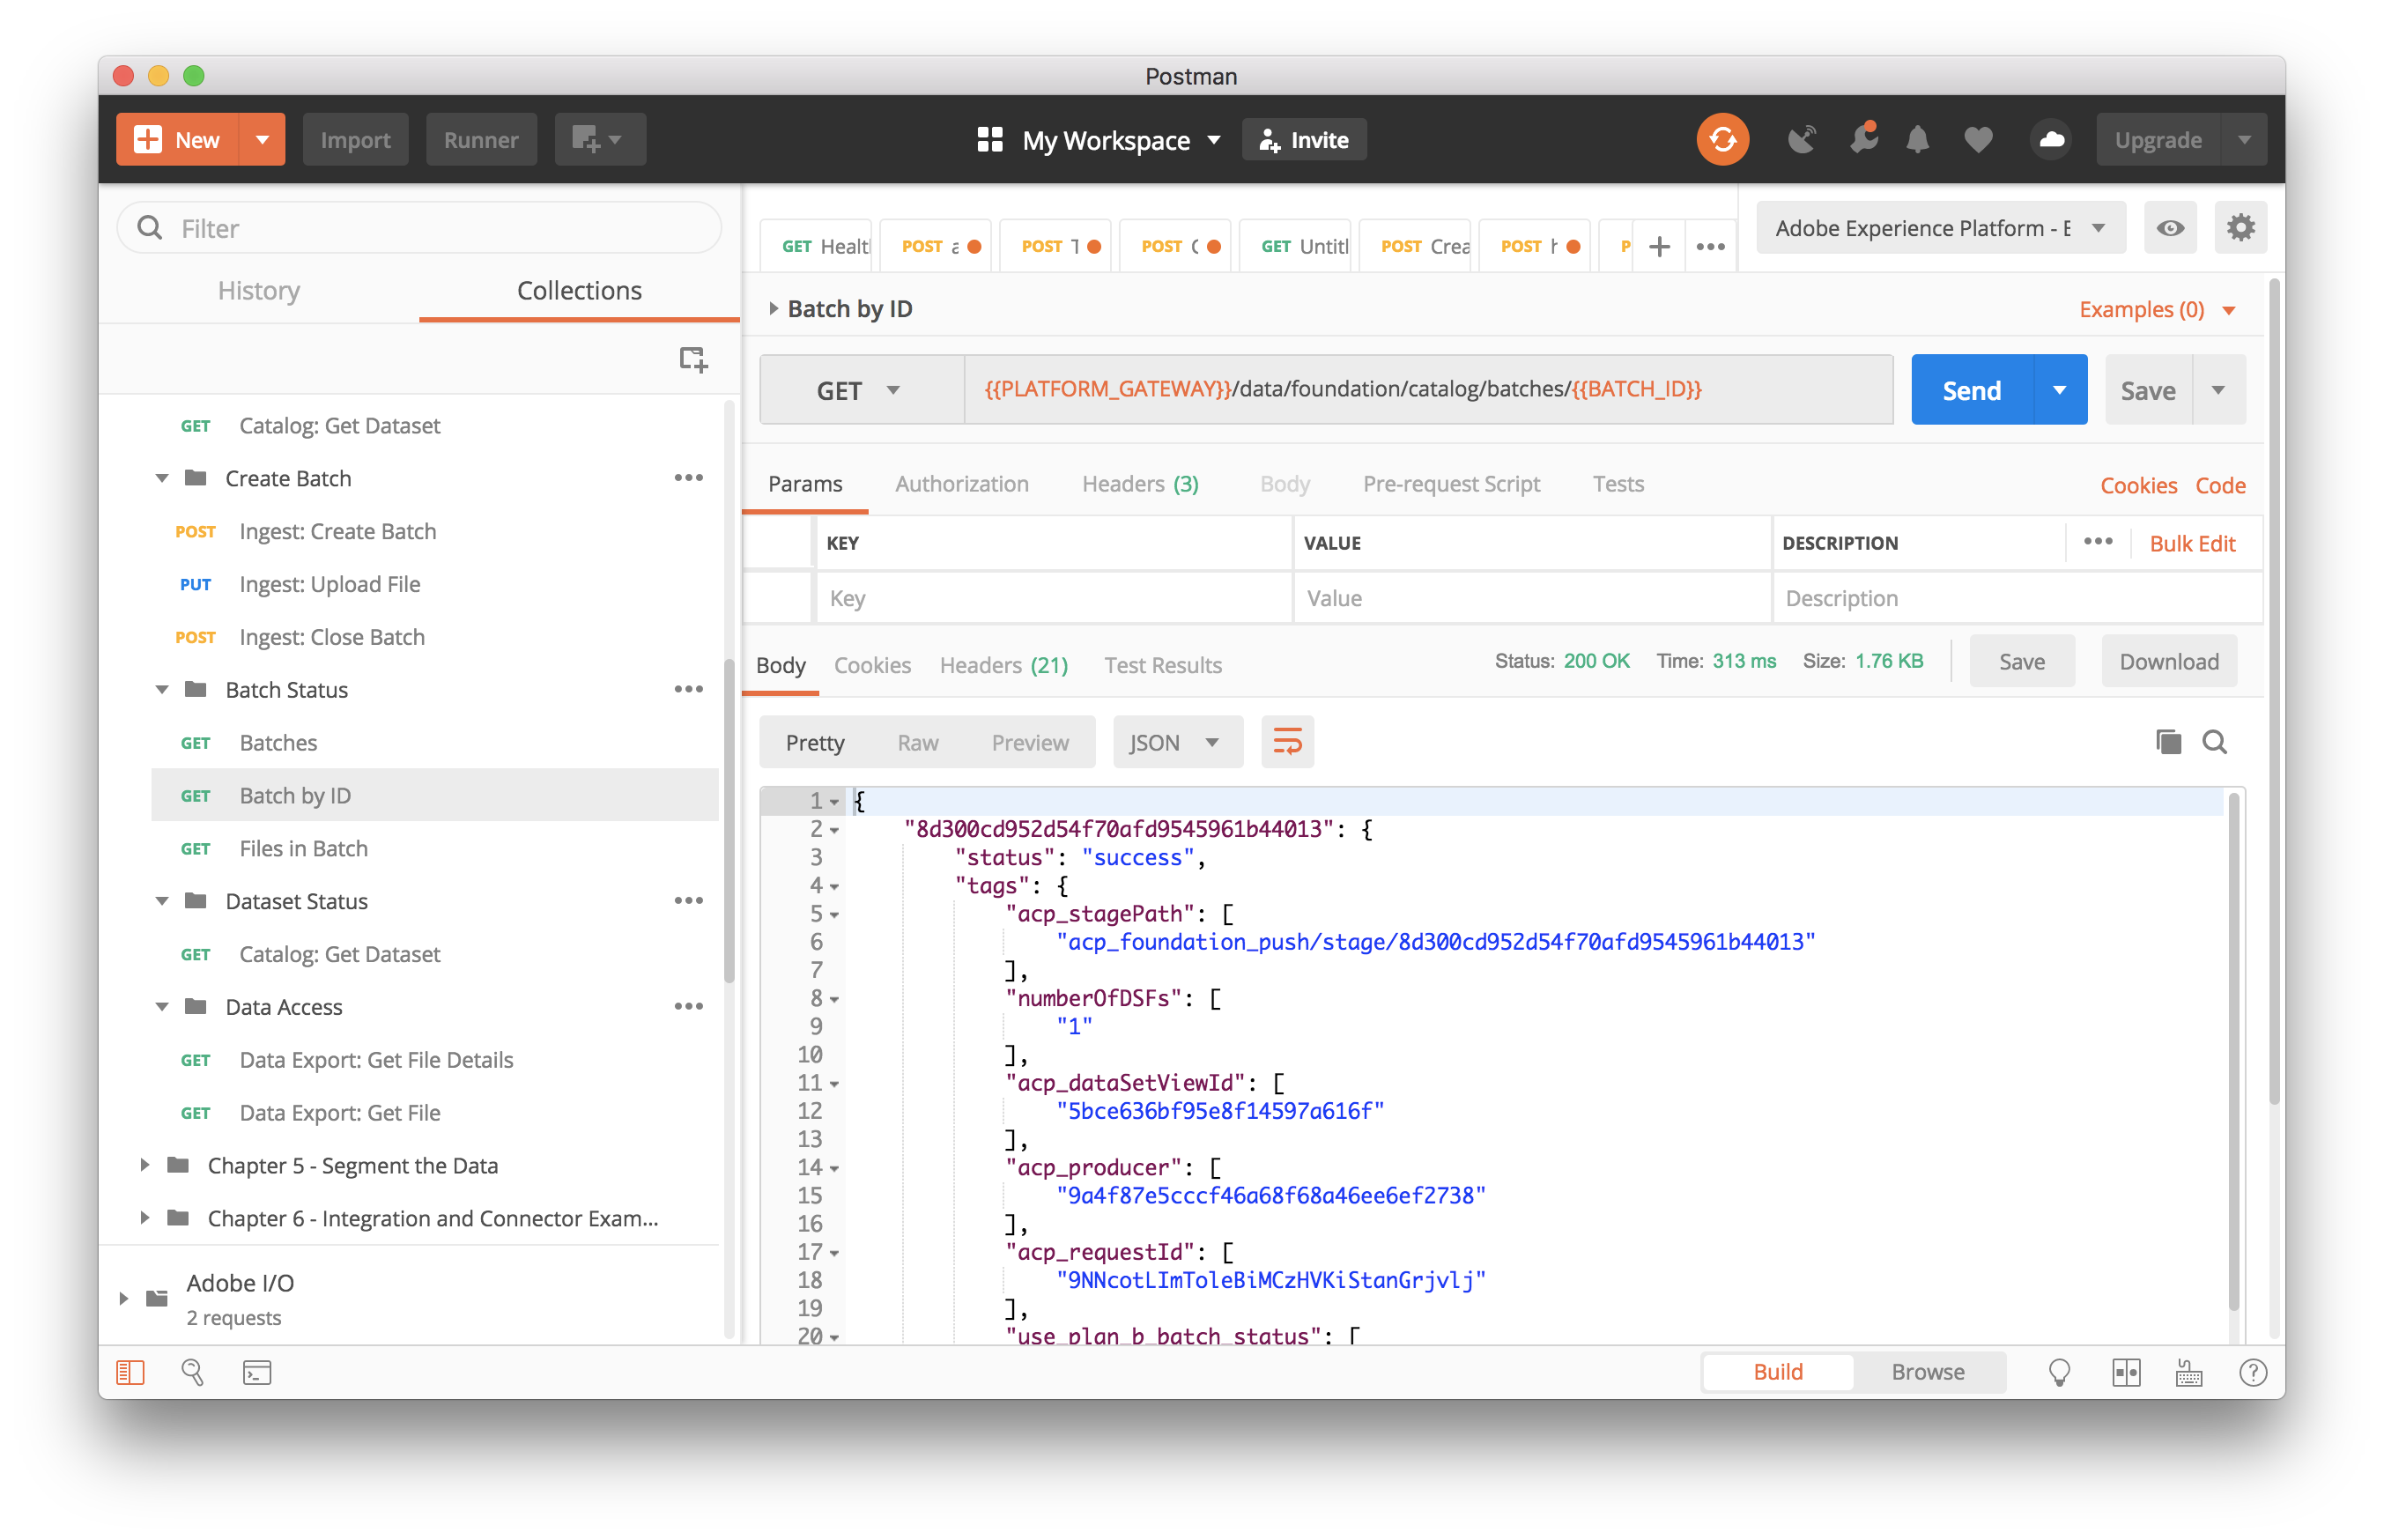 Postman
New
Import
Runner
My Workspace
Invite
Upgrade
Filter
History
Collections
GET Catalog: Get Dataset
Create Batch
POST Ingest: Create Batch
PUT Ingest: Upload File
POST Ingest: Close Batch
Batch Status
GET Batches
GET Batch by ID
GET Files in Batch
Dataset Status
GET Catalog: Get Dataset
Data Access
GET Data Export: Get File Details
GET Data Export: Get File
Chapter 5 - Segment the Data
Chapter 6 - Integration and Connector Exam...
Adobe I/O
2 requests
GET Healt POST POST POST GET Untitl POST Crea POST P + •••
Adobe Experience Platform - E
Batch by ID
Examples (0)
GET {{PLATFORM_GATEWAY}}/data/foundation/catalog/batches/{{BATCH_ID}}
Send
Save
Params Authorization Headers (3) Body Pre-request Script Tests
Cookies Code
KEY VALUE DESCRIPTION ••• Bulk Edit
Key Value Description
Body Cookies Headers (21) Test Results
Status: 200 OK Time: 313 ms Size: 1.76 KB
Save Download
Pretty Raw Preview JSON
1 {
2 "8d300cd952d54f70afd9545961b44013": {
3 "status": "success",
4 "tags": {
5 "acp_stagePath": [
6 "acp_foundation_push/stage/8d300cd952d54f70afd9545961b44013"
7 ],
8 "numberOfDSFs": [
9 "1"
10 ],
11 "acp_dataSetViewId": [
12 "5bce636bf95e8f14597a616f"
13 ],
14 "acp_producer": [
15 "9a4f87e5cccf46a68f68a46ee6ef2738"
16 ],
17 "acp_requestId": [
18 "9NNcotLImToleBiMCzHVKiStanGrjvlj"
19 ],
20 "use_plan_b_batch_status": [
Build Browse